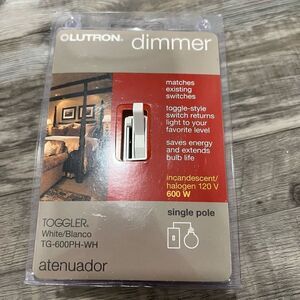 LUTRON® dimmer
matches
existing
switches
toggle-style
switch returns
light to your
favorite level
saves energy
and extends
bulb life
incandescent/
halogen 120 V
600 W
single pole
TOGGLER®
White/Blanco
TG-600PH-WH
atenuador